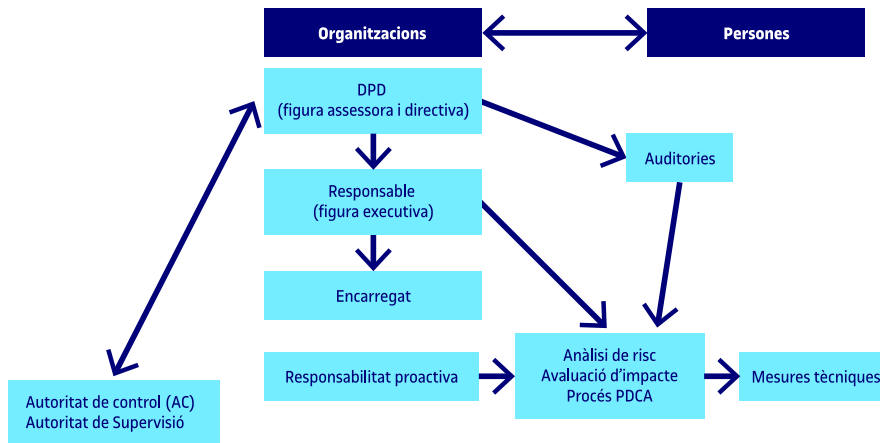 Organitzacions
Persones
DPD
(figura assessora i directiva)
Auditories
Responsable
(figura executiva)
Encarregat
Responsabilitat proactiva
Anàlisi de risc
Avaluació d'impacte
Procés PDCA
Mesures tècniques
Autoritat de control (AC)
Autoritat de Supervisió